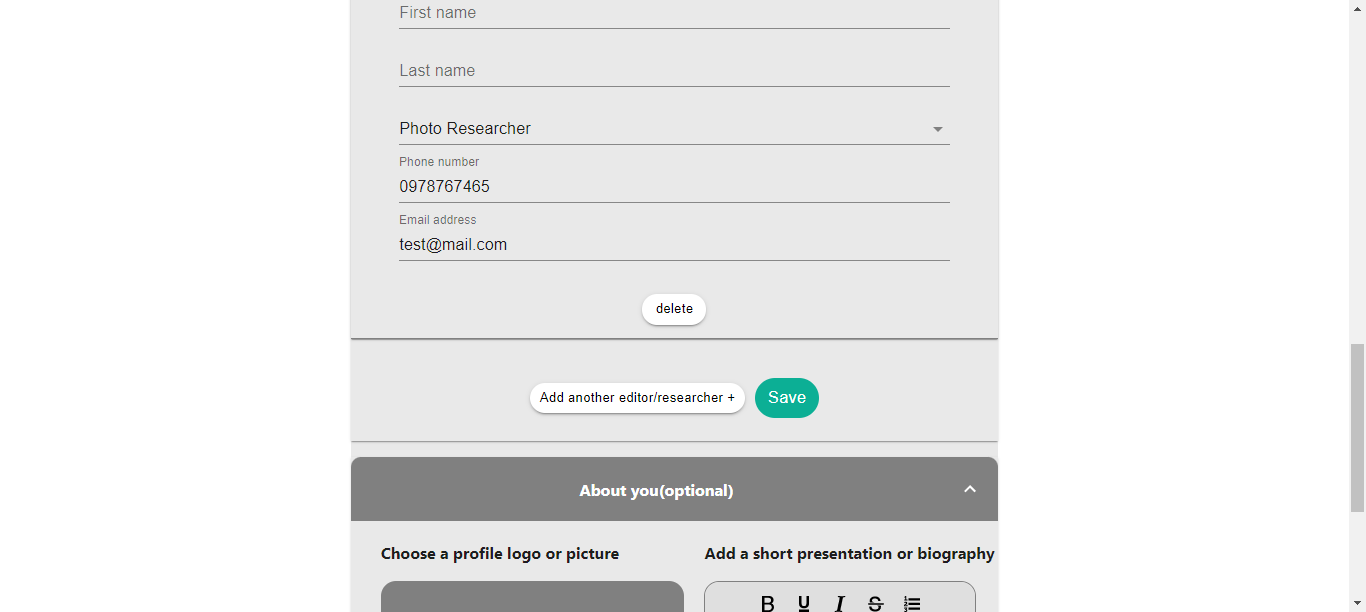 First name
Last name
Photo Researcher
Phone number
0978767465
Email address
test@mail.com
delete
Add another editor/researcher +
Save
About you(optional)
Choose a profile logo or picture
Add a short presentation or biography
B U I S